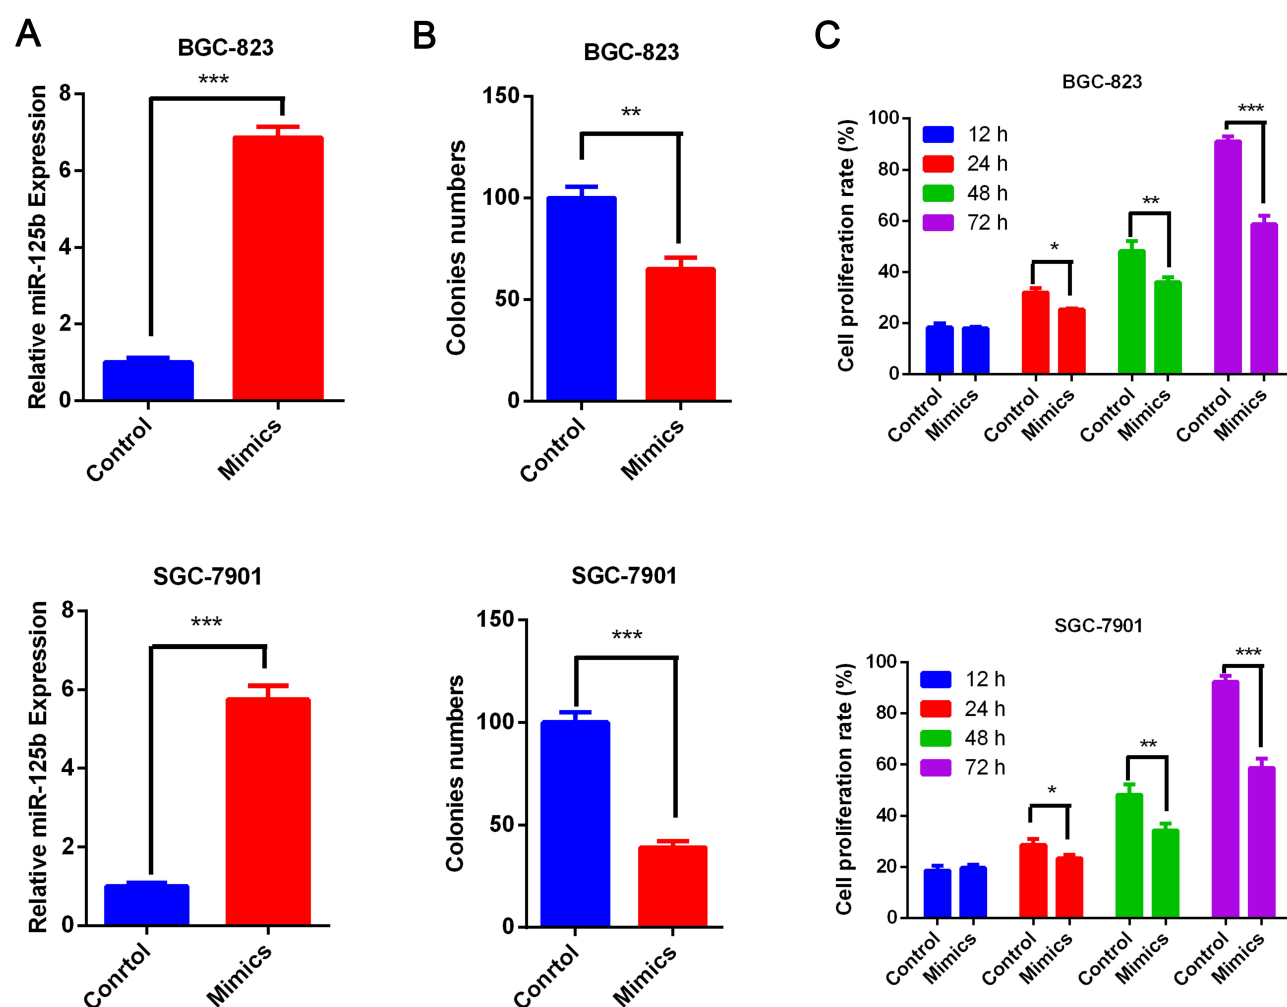 A
BGC-823
***
Relative miR-125b Expression
8
6
4
2
0
Control
Mimics
B
BGC-823
**
Colonies numbers
150
100
50
0
Control
Mimics
C
BGC-823
Cell proliferation rate (%)
100
80
60
40
20
0
12 h
24 h
48 h
72 h
*
**
***
Control
Mimics
Control
Mimics
Control
Mimics
Control
Mimics
SGC-7901
***
Relative miR-125b Expression
8
6
4
2
0
Conrtol
Mimics
SGC-7901
***
Colonies numbers
150
100
50
0
Conrtol
Mimics
SGC-7901
Cell proliferation rate (%)
100
80
60
40
20
0
12 h
24 h
48 h
72 h
*
**
***
Control
Mimics
Control
Mimics
Control
Mimics
Control
Mimics